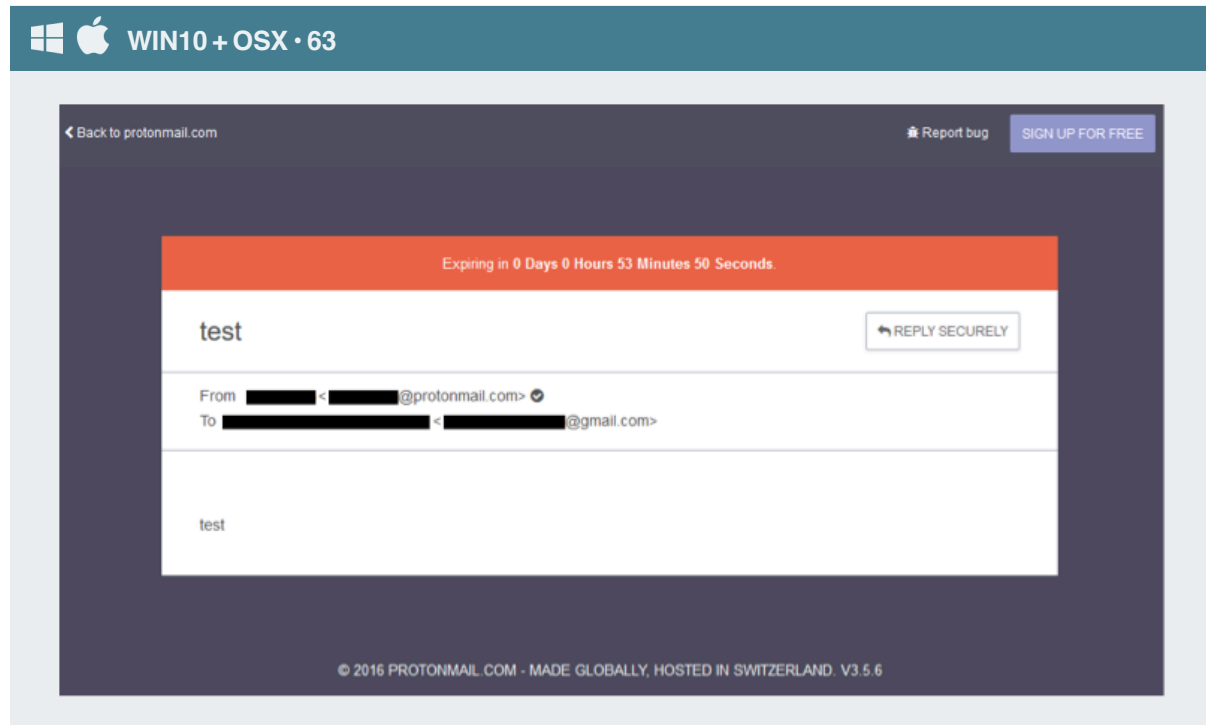 WIN10 + OSX • 63
Back to protonmail.com
Report bug
SIGN UP FOR FREE
Expiring in 0 Days 0 Hours 53 Minutes 50 Seconds.
test
REPLY SECURELY
From < @protonmail.com>
To < @gmail.com>
test
© 2016 PROTONMAIL.COM - MADE GLOBALLY, HOSTED IN SWITZERLAND. V3.5.6